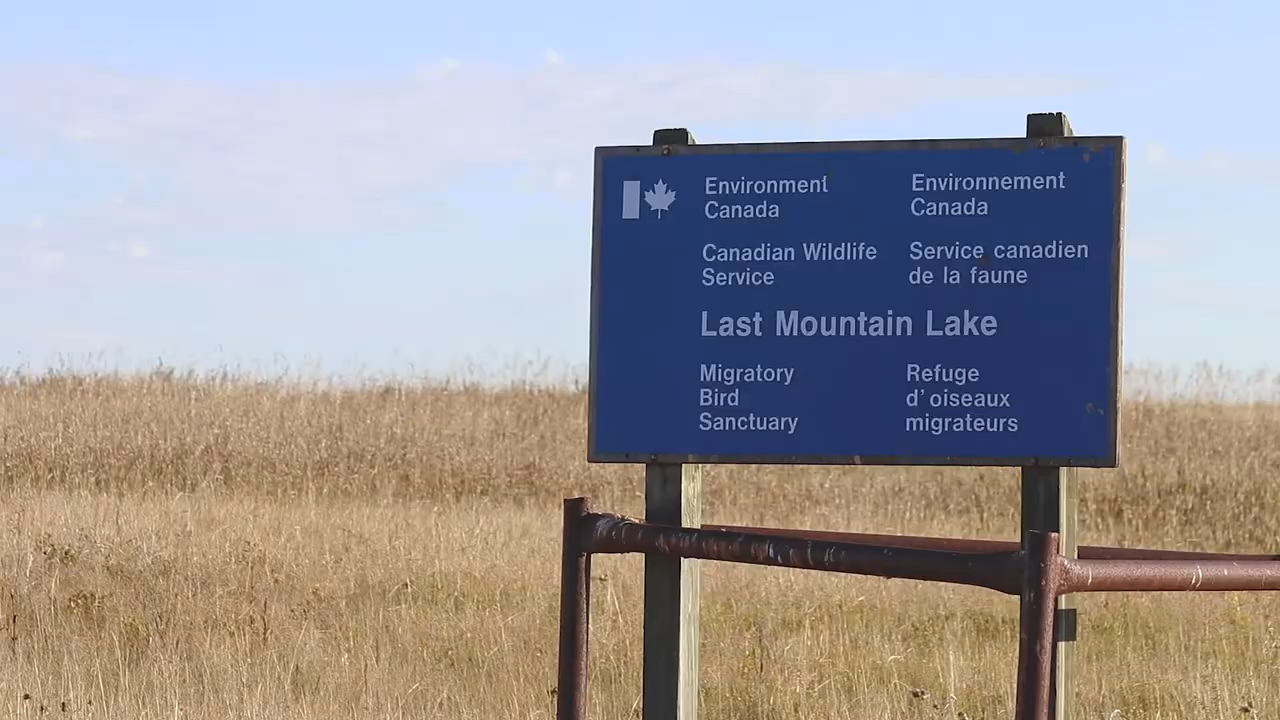 Environment
Canada
Environnement
Canada
Canadian Wildlife
Service
Service canadien
de la faune
Last Mountain Lake
Migratory
Bird
Sanctuary
Refuge
d'oiseaux
migrateurs